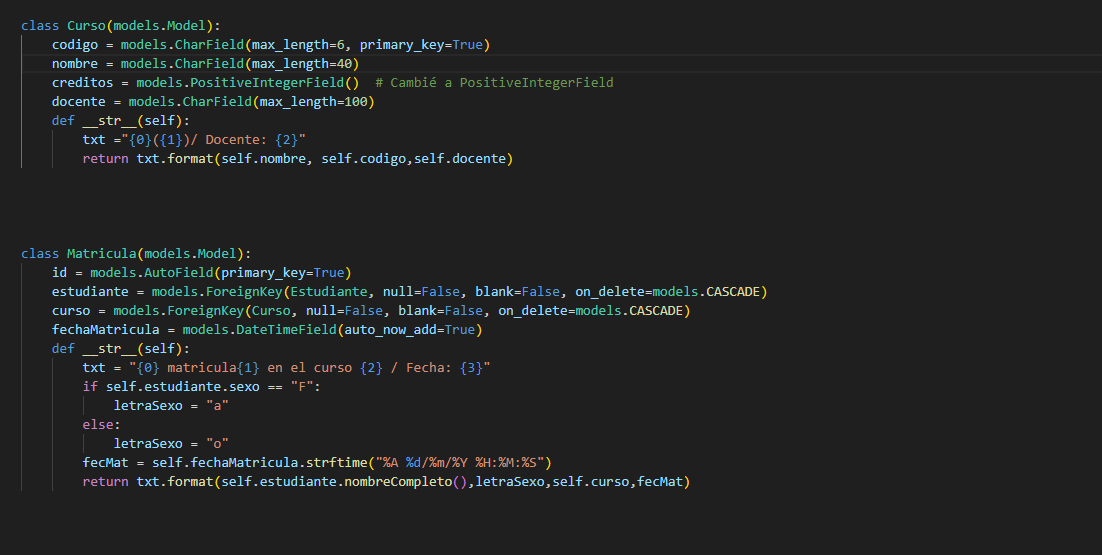 class Curso(models.Model):
    codigo = models.CharField(max_length=6, primary_key=True)
    nombre = models.CharField(max_length=40)
    creditos = models.PositiveIntegerField()  # Cambié a PositiveIntegerField
    docente = models.CharField(max_length=100)
    def __str__(self):
        txt ="{0}({1})/ Docente: {2}"
        return txt.format(self.nombre, self.codigo,self.docente)
class Matricula(models.Model):
    id = models.AutoField(primary_key=True)
    estudiante = models.ForeignKey(Estudiante, null=False, blank=False, on_delete=models.CASCADE)
    curso = models.ForeignKey(Curso, null=False, blank=False, on_delete=models.CASCADE)
    fechaMatricula = models.DateTimeField(auto_now_add=True)
    def __str__(self):
        txt = "{0} matricula{1} en el curso {2} / Fecha: {3}"
        if self.estudiante.sexo == "F":
            letraSexo = "a"
        else:
            letraSexo = "o"
        fecMat = self.fechaMatricula.strftime("%A %d/%m/%Y %H:%M:%S")
        return txt.format(self.estudiante.nombreCompleto(),letraSexo,self.curso,fecMat)